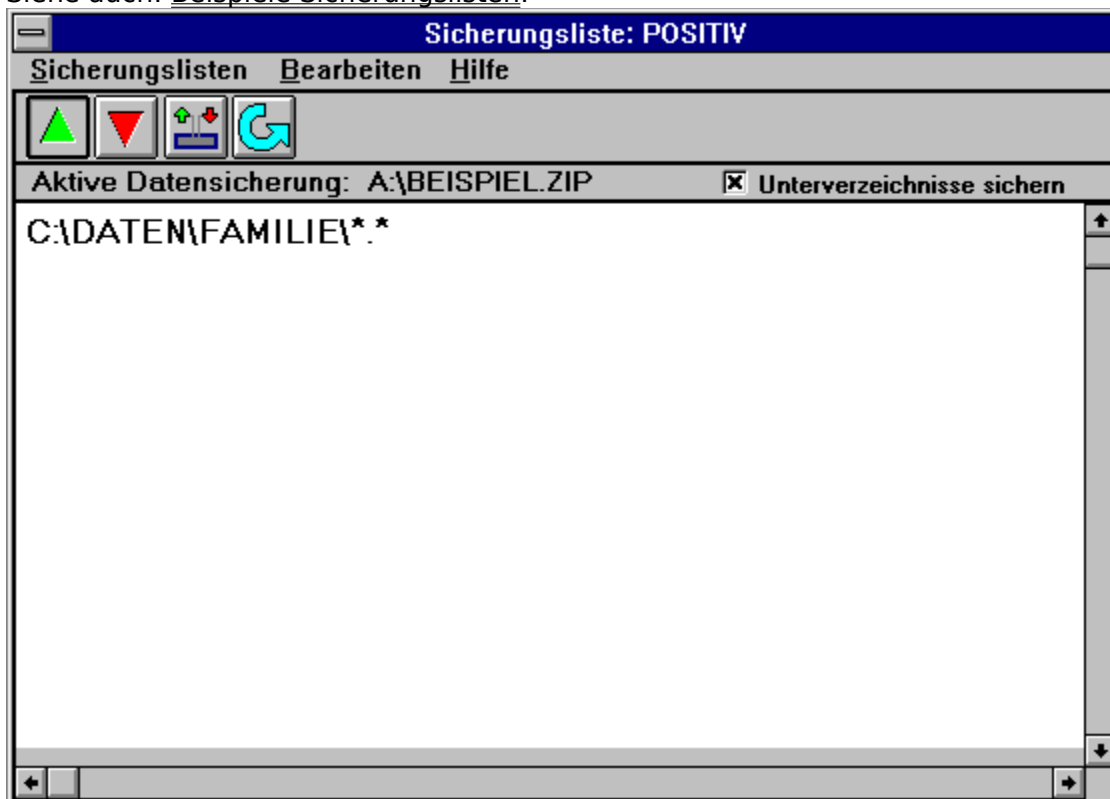 Siehe auch: Beispiele Sicherungslisten.
Sicherungsliste: POSITIV
Sicherungslisten Bearbeiten Hilfe
Aktive Datensicherung: A:\BEISPIEL.ZIP Unterverzeichnisse sichern
C:\DATEN\FAMILIE\*.*